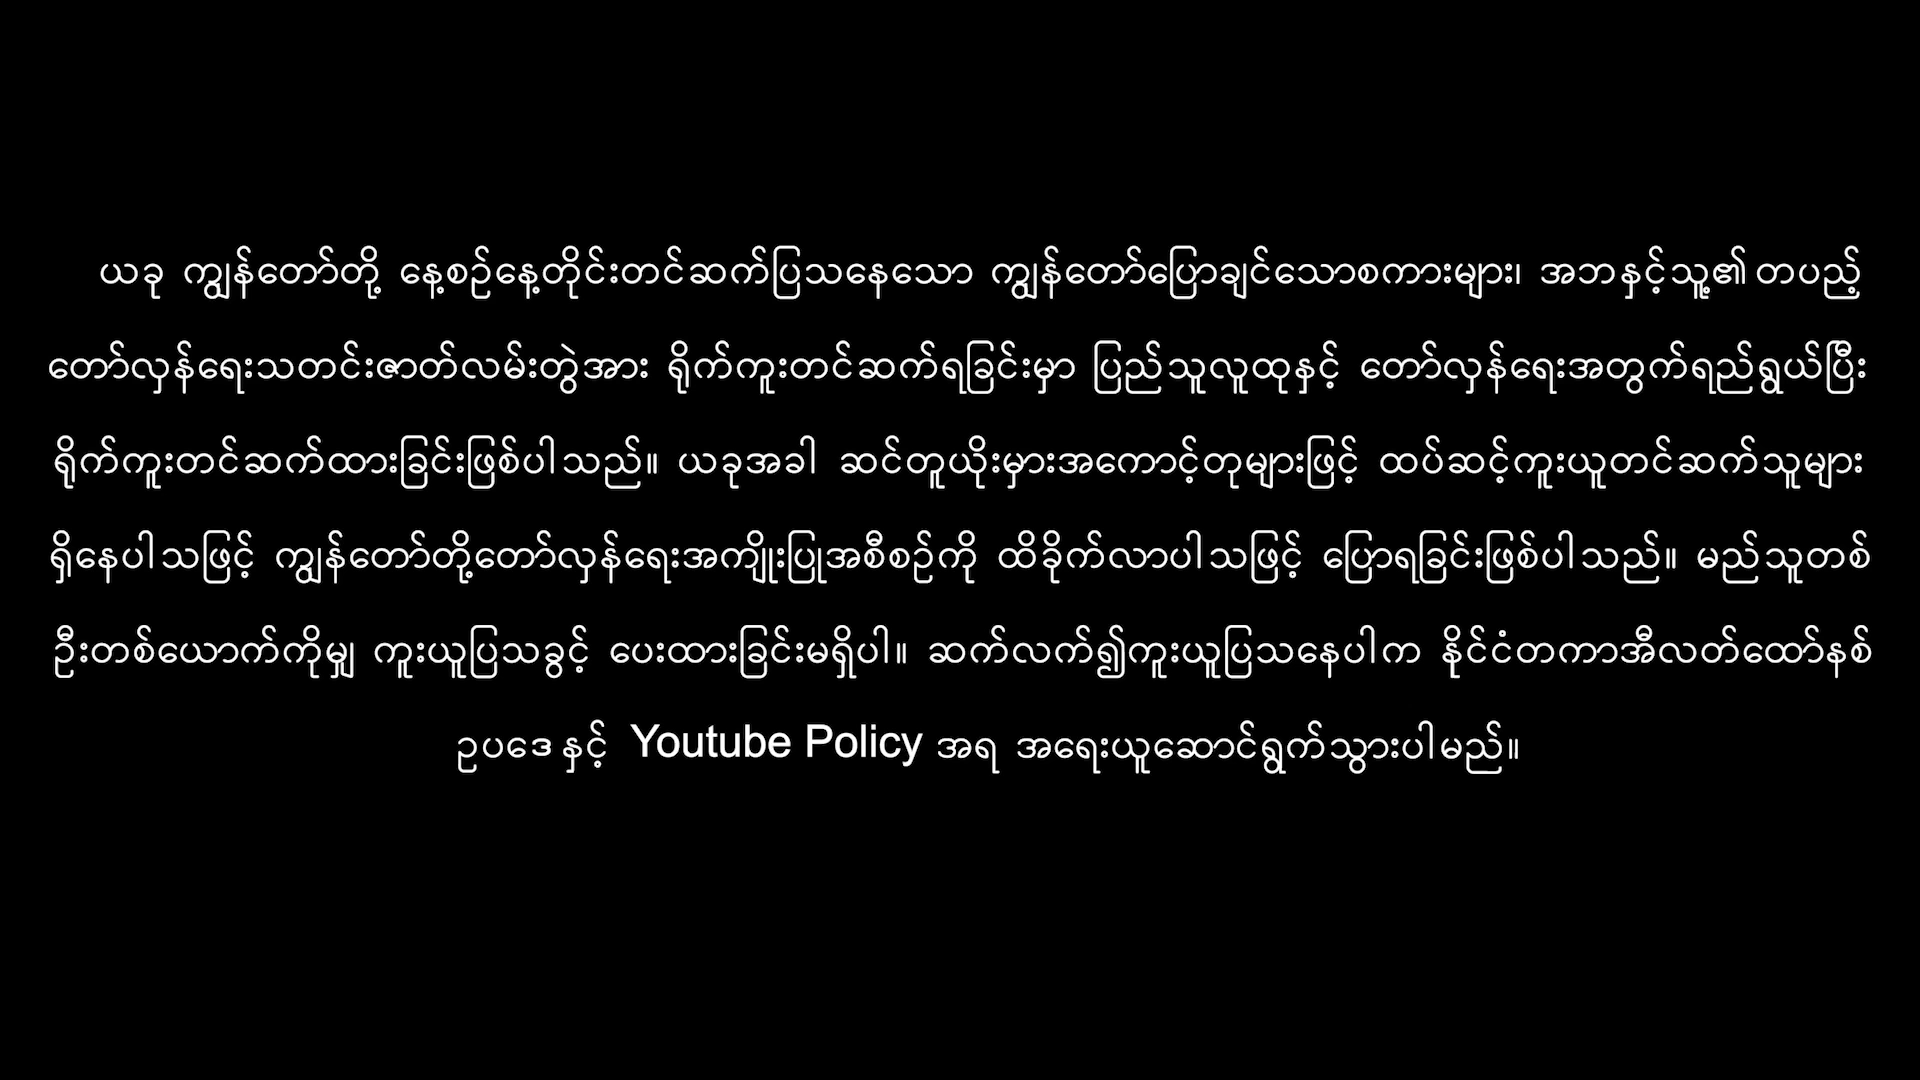 ယခု ကျွန်တော်တို့ နေ့စဉ်နေ့တိုင်းတင်ဆက်ပြသနေသော ကျွန်တော်ပြောချင်သောစကားများ၊ အဘနှင့်သူ့၏ တပည့်
တော်လှန်ရေးသတင်းဇာတ်လမ်းတွဲအား ရိုက်ကူးတင်ဆက်ရခြင်းမှာ ပြည်သူလူထုနှင့် တော်လှန်ရေးအတွက်ရည်ရွယ်ပြီး
ရိုက်ကူးတင်ဆက်ထားခြင်းဖြစ်ပါသည်။ ယခုအခါ ဆင်တူယိုးမှားအကောင့်တုများဖြင့် ထပ်ဆင့်ကူးယူတင်ဆက်သူများ
ရှိနေပါသဖြင့် ကျွန်တော်တို့တော်လှန်ရေးအကျိုးပြုအစီစဉ်ကို ထိခိုက်လာပါသဖြင့် ပြောရခြင်းဖြစ်ပါသည်။ မည်သူတစ်
ဦးတစ်ယောက်ကိုမျှ ကူးယူပြသခွင့် ပေးထားခြင်းမရှိပါ။ ဆက်လက်၍ကူးယူပြသနေပါက နိုင်ငံတကာအီလတ်ထော်နစ်
ဥပဒေနှင့် Youtube Policy အရ အရေးယူဆောင်ရွက်သွားပါမည်။